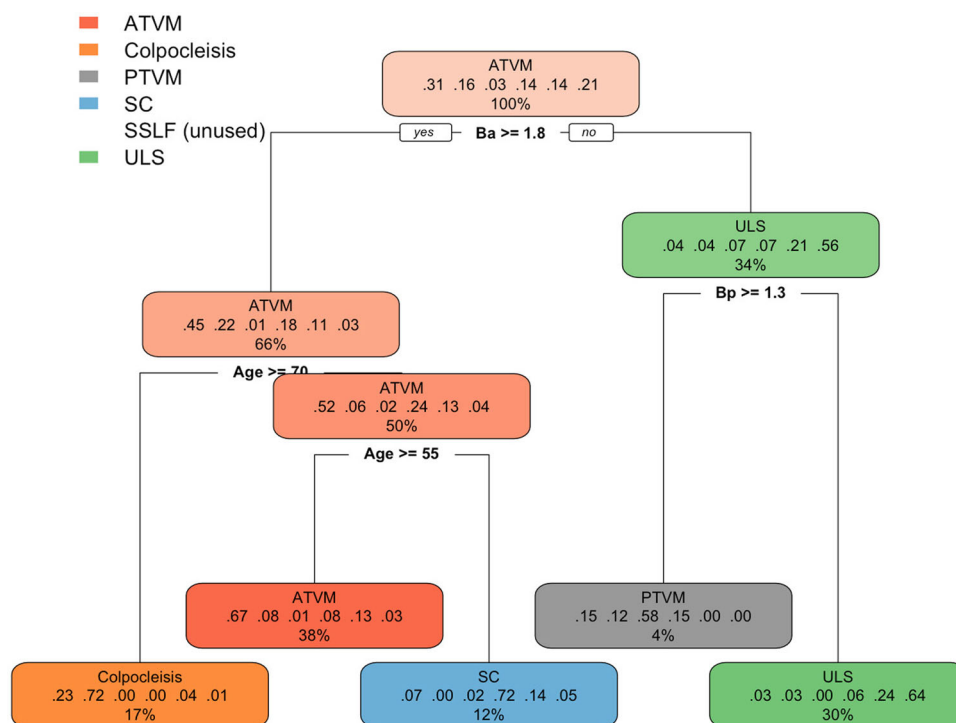 ATVM
Colpocleisis
PTVM
SC
SSLF (unused)
ULS
ATVM
.31 .16 .03 .14 .14 .21
100%
yes Ba >= 1.8 no
ULS
.04 .04 .07 .07 .21 .56
34%
Bp >= 1.3
ATVM
.45 .22 .01 .18 .11 .03
66%
Age >= 70
ATVM
.52 .06 .02 .24 .13 .04
50%
Age >= 55
ATVM
.67 .08 .01 .08 .13 .03
38%
PTVM
.15 .12 .58 .15 .00 .00
4%
Colpocleisis
.23 .72 .00 .00 .04 .01
17%
SC
.07 .00 .02 .72 .14 .05
12%
ULS
.03 .03 .00 .06 .24 .64
30%